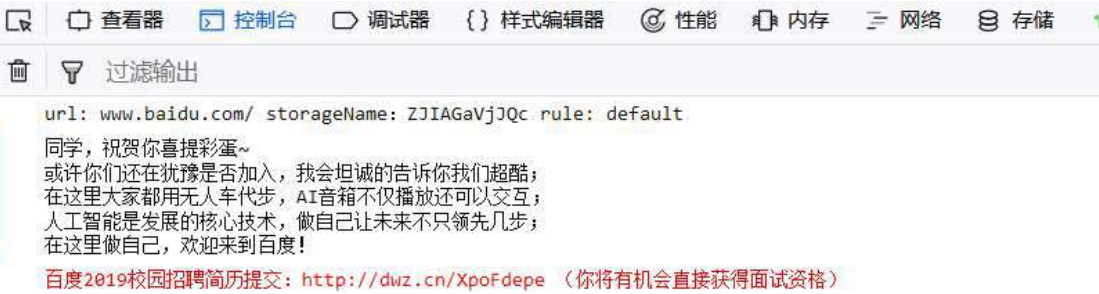 查看器 控制台 调试器 {} 样式编辑器 性能 内存 网络 存储
过滤输出
url: www.baidu.com/ storageName: ZJIAGaVjJQc rule: default
同学，祝贺你喜提彩蛋~
或许你们还在犹豫是否加入，我会坦诚的告诉你我们超酷；
在这里大家都用无人车代步，AI音箱不仅播放还可以交互；
人工智能是发展的核心技术，做自己让未来不只领先几步；
在这里做自己，欢迎来到百度！
百度2019校园招聘简历提交：http://dwz.cn/XpoFdepe （你将有机会直接获得面试资格）